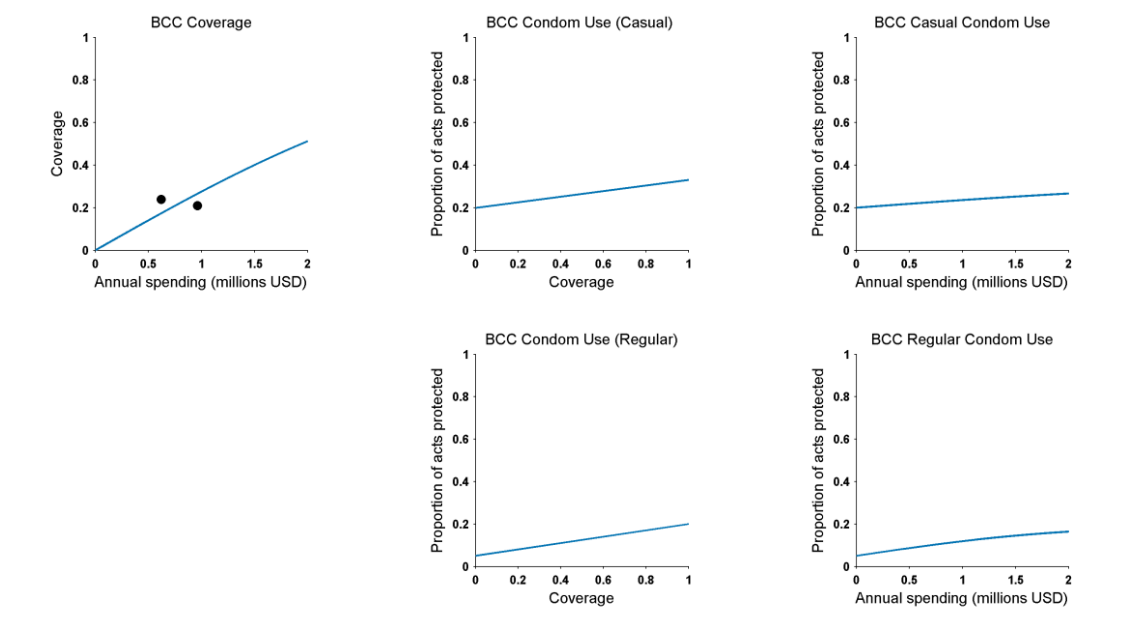 BCC Coverage
1
0.8
0.6
0.4
0.2
0
Coverage
0 0.5 1 1.5 2
Annual spending (millions USD)
BCC Condom Use (Casual)
1
0.8
0.6
0.4
0.2
0
Proportion of acts protected
0 0.2 0.4 0.6 0.8 1
Coverage
BCC Casual Condom Use
1
0.8
0.6
0.4
0.2
0
Proportion of acts protected
0 0.5 1 1.5 2
Annual spending (millions USD)
BCC Condom Use (Regular)
1
0.8
0.6
0.4
0.2
0
Proportion of acts protected
0 0.2 0.4 0.6 0.8 1
Coverage
BCC Regular Condom Use
1
0.8
0.6
0.4
0.2
0
Proportion of acts protected
0 0.5 1 1.5 2
Annual spending (millions USD)